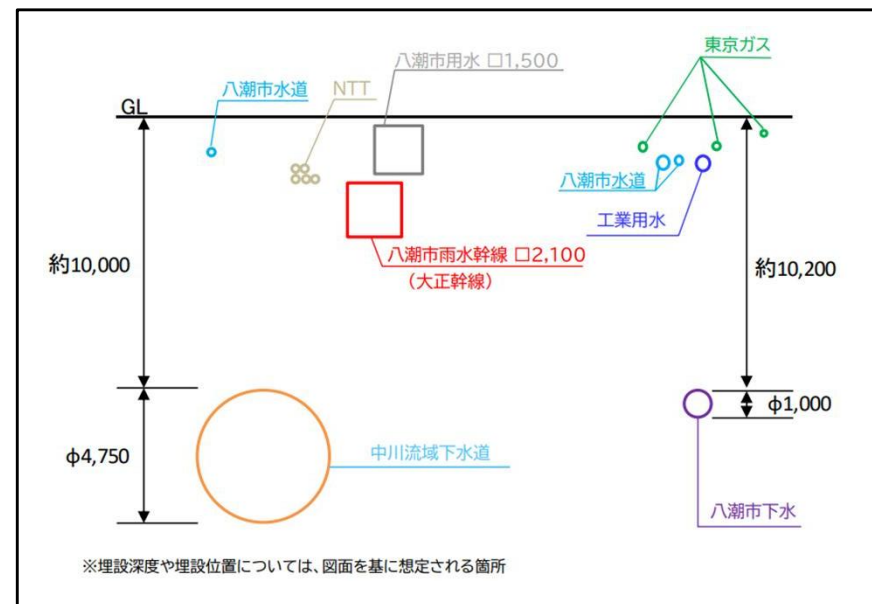 東京ガス
八潮市用水 □1,500
八潮市水道
NTT
GL
八潮市水道
工業用水
八潮市雨水幹線 □2,100
（大正幹線）
約10,000
約10,200
φ1,000
φ4,750
中川流域下水道
八潮市下水
※埋設深度や埋設位置については、図面を基に想定される箇所